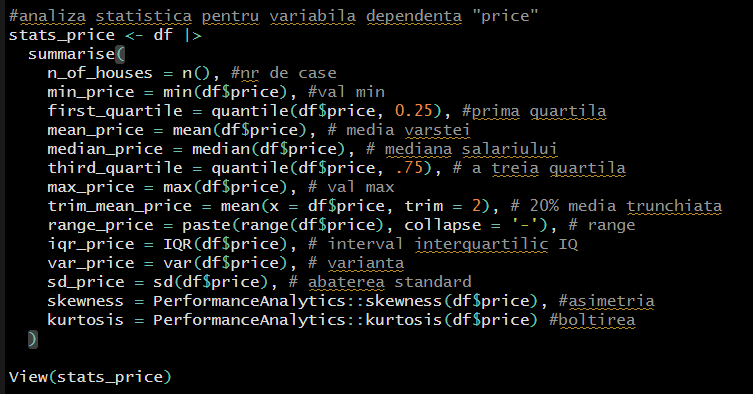 #analiza statistica pentru variabila dependenta "price"
stats_price <- df |>
  summarise(
    n_of_houses = n(), #nr de case
    min_price = min(df$price), #val min
    first_quartile = quantile(df$price, 0.25), #prima quartila
    mean_price = mean(df$price), # media varstei
    median_price = median(df$price), # mediana salariului
    third_quartile = quantile(df$price, .75), # a treia quartila
    max_price = max(df$price), # val max
    trim_mean_price = mean(x = df$price, trim = 2), # 20% media trunchiata
    range_price = paste(range(df$price), collapse = '-'), # range
    iqr_price = IQR(df$price), # interval interquartilic IQ
    var_price = var(df$price), # varianta
    sd_price = sd(df$price), # abaterea standard
    skewness = PerformanceAnalytics::skewness(df$price), #asimetria
    kurtosis = PerformanceAnalytics::kurtosis(df$price) #boltirea
  )
View(stats_price)